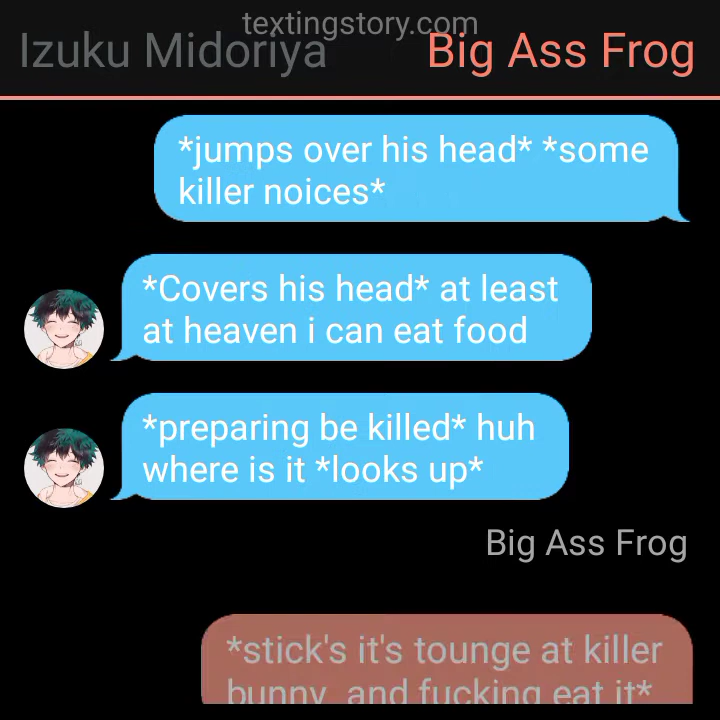 textingstory.com
Izuku Midoriya
Big Ass Frog
*jumps over his head* *some
killer noices*
*Covers his head* at least
at heaven i can eat food
*preparing be killed* huh
where is it *looks up*
Big Ass Frog
*stick's it's tounge at killer
bunny and fucking eat it*